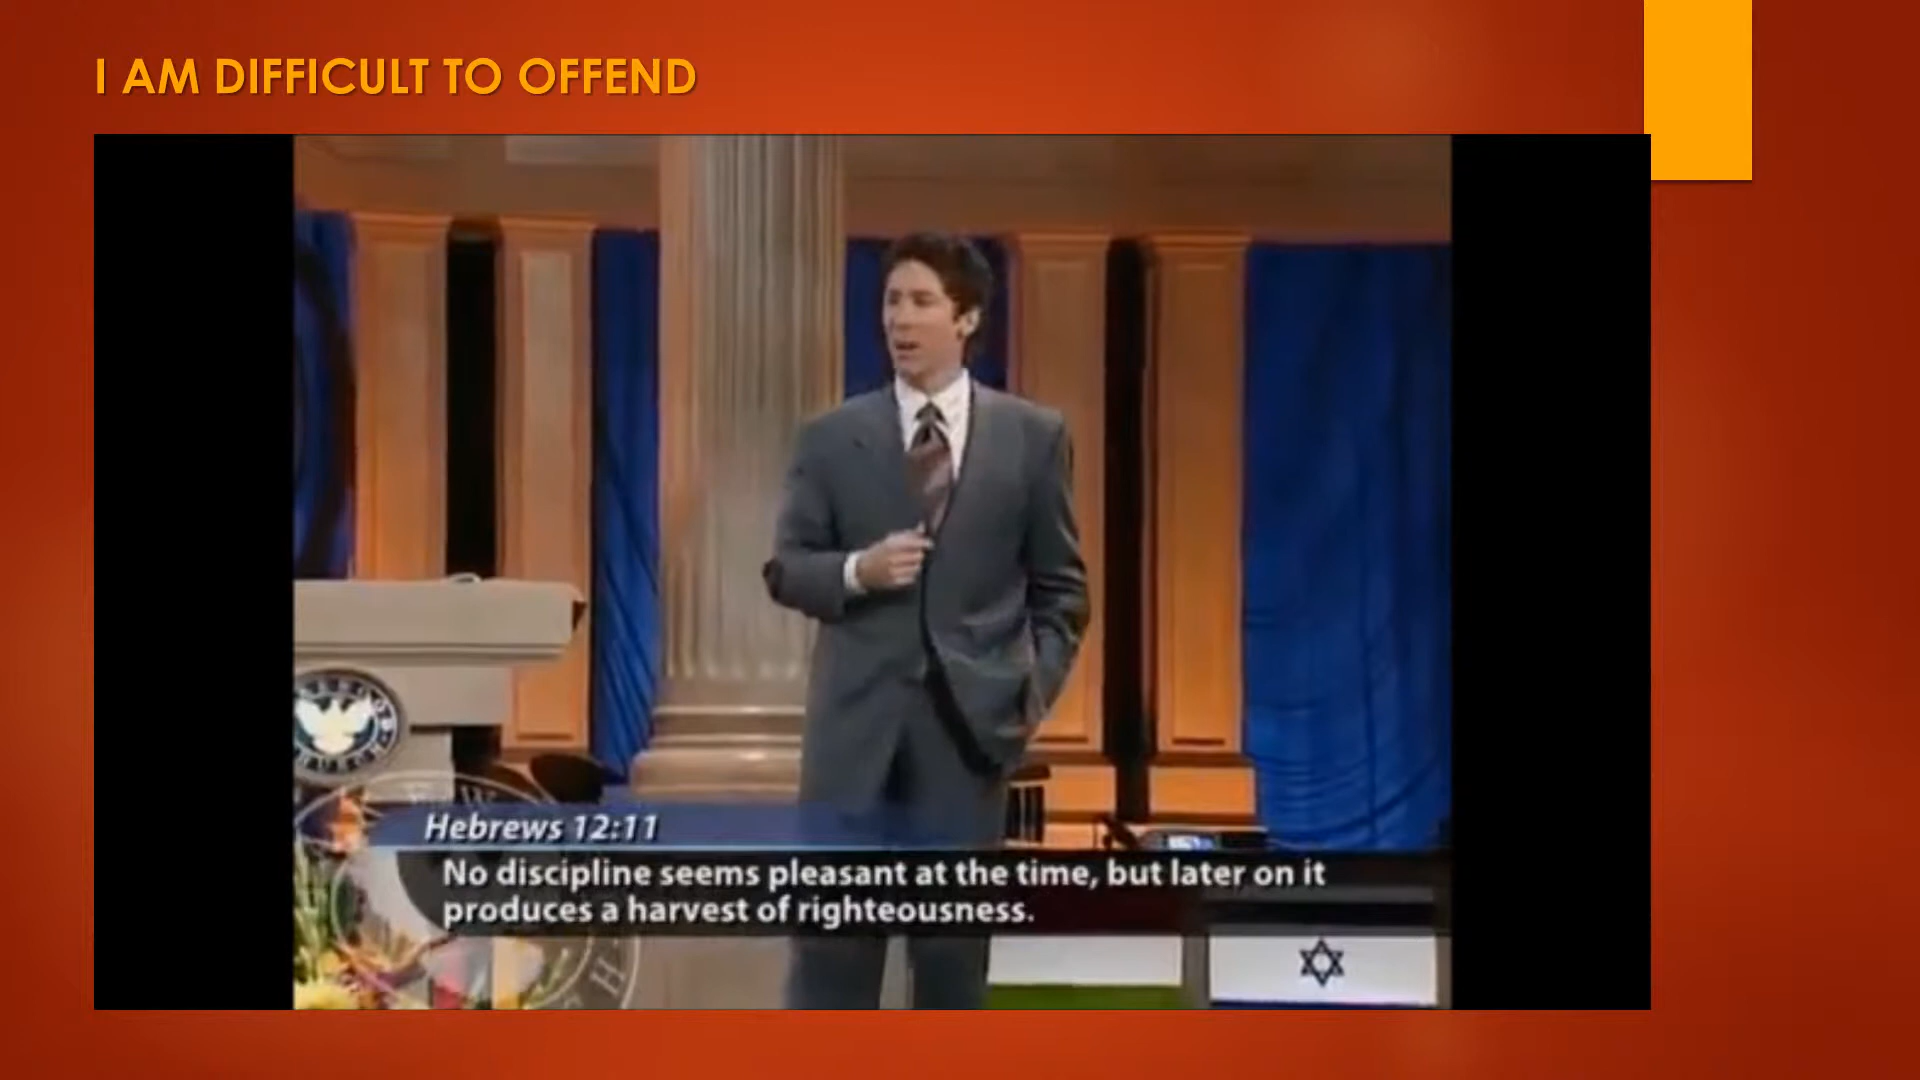 I AM DIFFICULT TO OFFEND
Hebrews 12:11
No discipline seems pleasant at the time, but later on it
produces a harvest of righteousness.